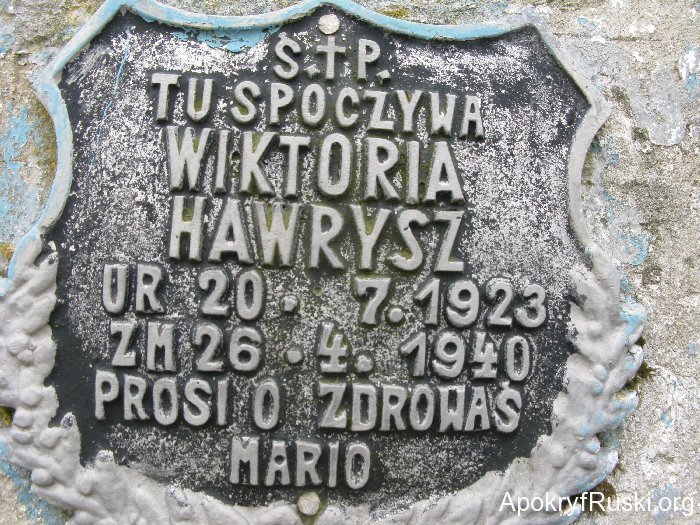 Ś.†P.
TU SPOCZYWA
WIKTORIA
HAWRYSZ
UR 20. 7. 1923
ZM 26. 4. 1940
PROSI O ZDROWAŚ
MARIO
ApokryfRuski.org